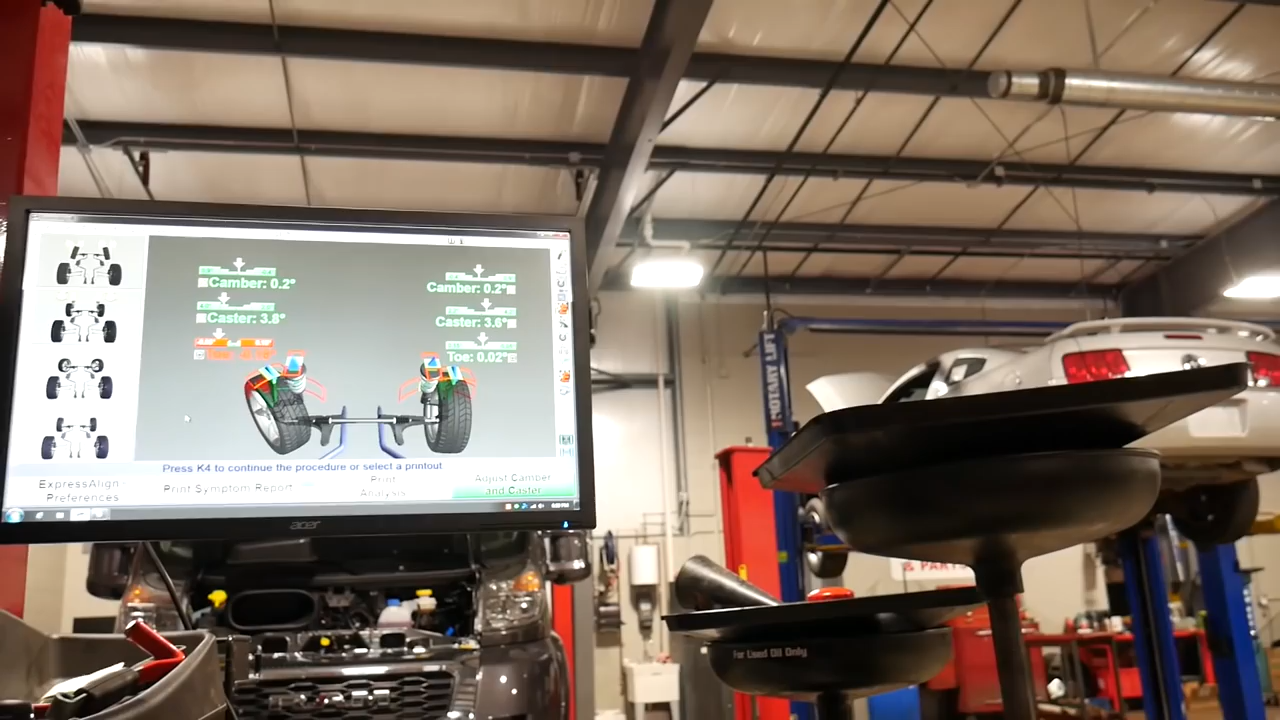 Camber: 0.2°
Camber: 0.2°
Caster: 3.8°
Caster: 3.6°
Toe: 0.02°
Press K4 to continue the procedure or select a printout
ExpressAlign
Preferences
Print Symptom Report
Print
Analysis
Adjust Camber
and Caster
acer
ROTARY LIFT
PARTS
For Used Oil Only